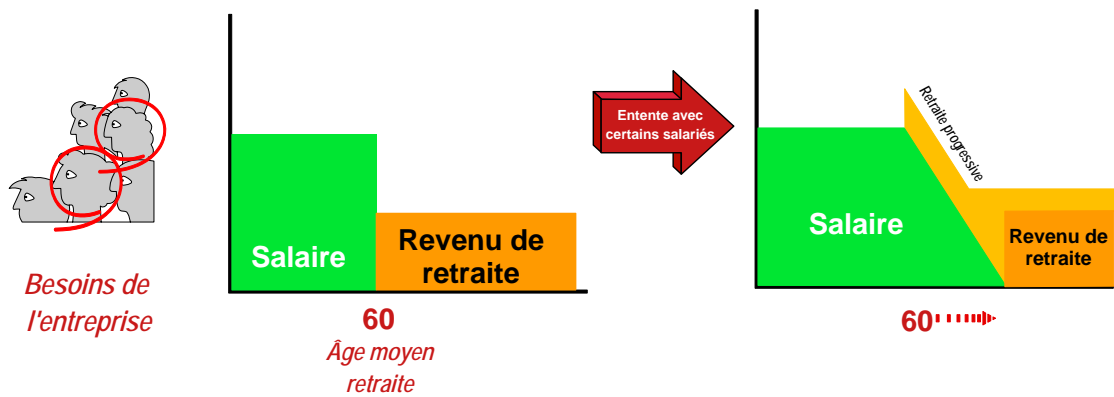 Besoins de
l'entreprise
Salaire
Revenu de
retraite
60
Âge moyen
retraite
Entente avec
certains salariés
Retraite progressive
Salaire
Revenu de
retraite
60